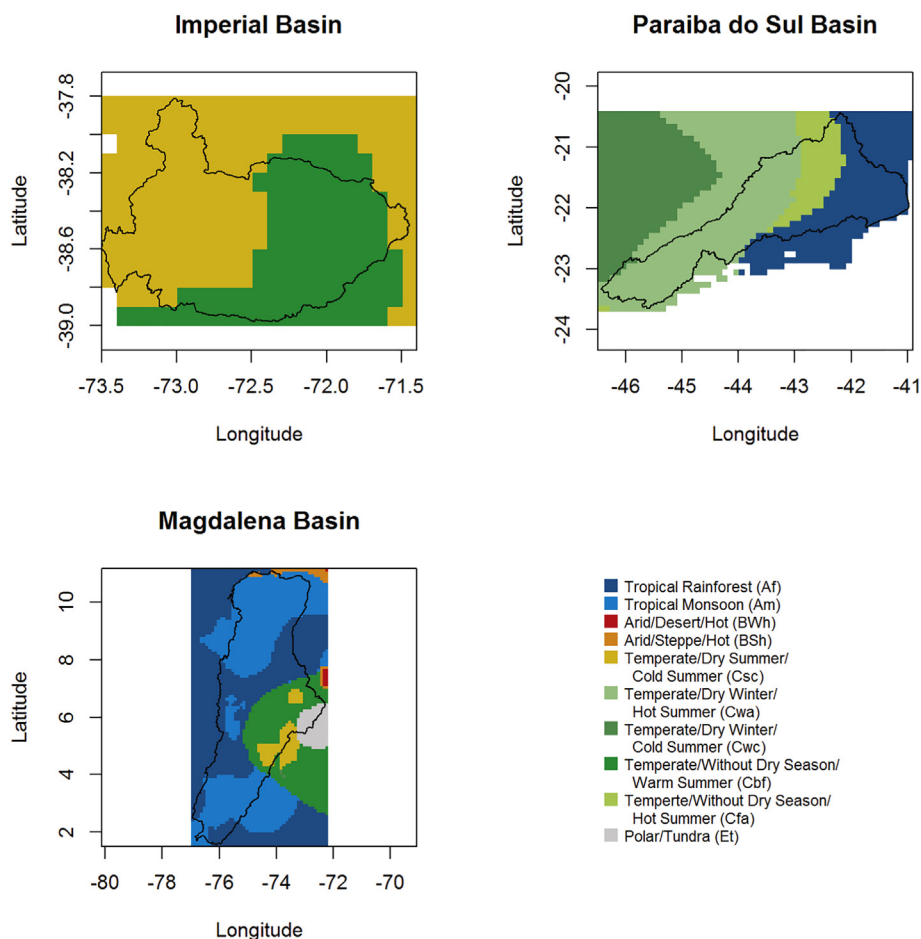 Imperial Basin
-37.8
-38.2
-38.6
-39.0
Latitude
-73.5 -73.0 -72.5 -72.0 -71.5
Longitude
Paraiba do Sul Basin
-20
-21
-22
-23
-24
Latitude
-46 -45 -44 -43 -42 -41
Longitude
Magdalena Basin
10
8
6
4
2
Latitude
-80 -78 -76 -74 -72 -70
Longitude
Tropical Rainforest (Af)
Tropical Monsoon (Am)
Arid/Desert/Hot (BWh)
Arid/Steppe/Hot (BSh)
Temperate/Dry Summer/
Cold Summer (Csc)
Temperate/Dry Winter/
Hot Summer (Cwa)
Temperate/Dry Winter/
Cold Summer (Cwc)
Temperate/Without Dry Season/
Warm Summer (Cbf)
Temperte/Without Dry Season/
Hot Summer (Cfa)
Polar/Tundra (Et)